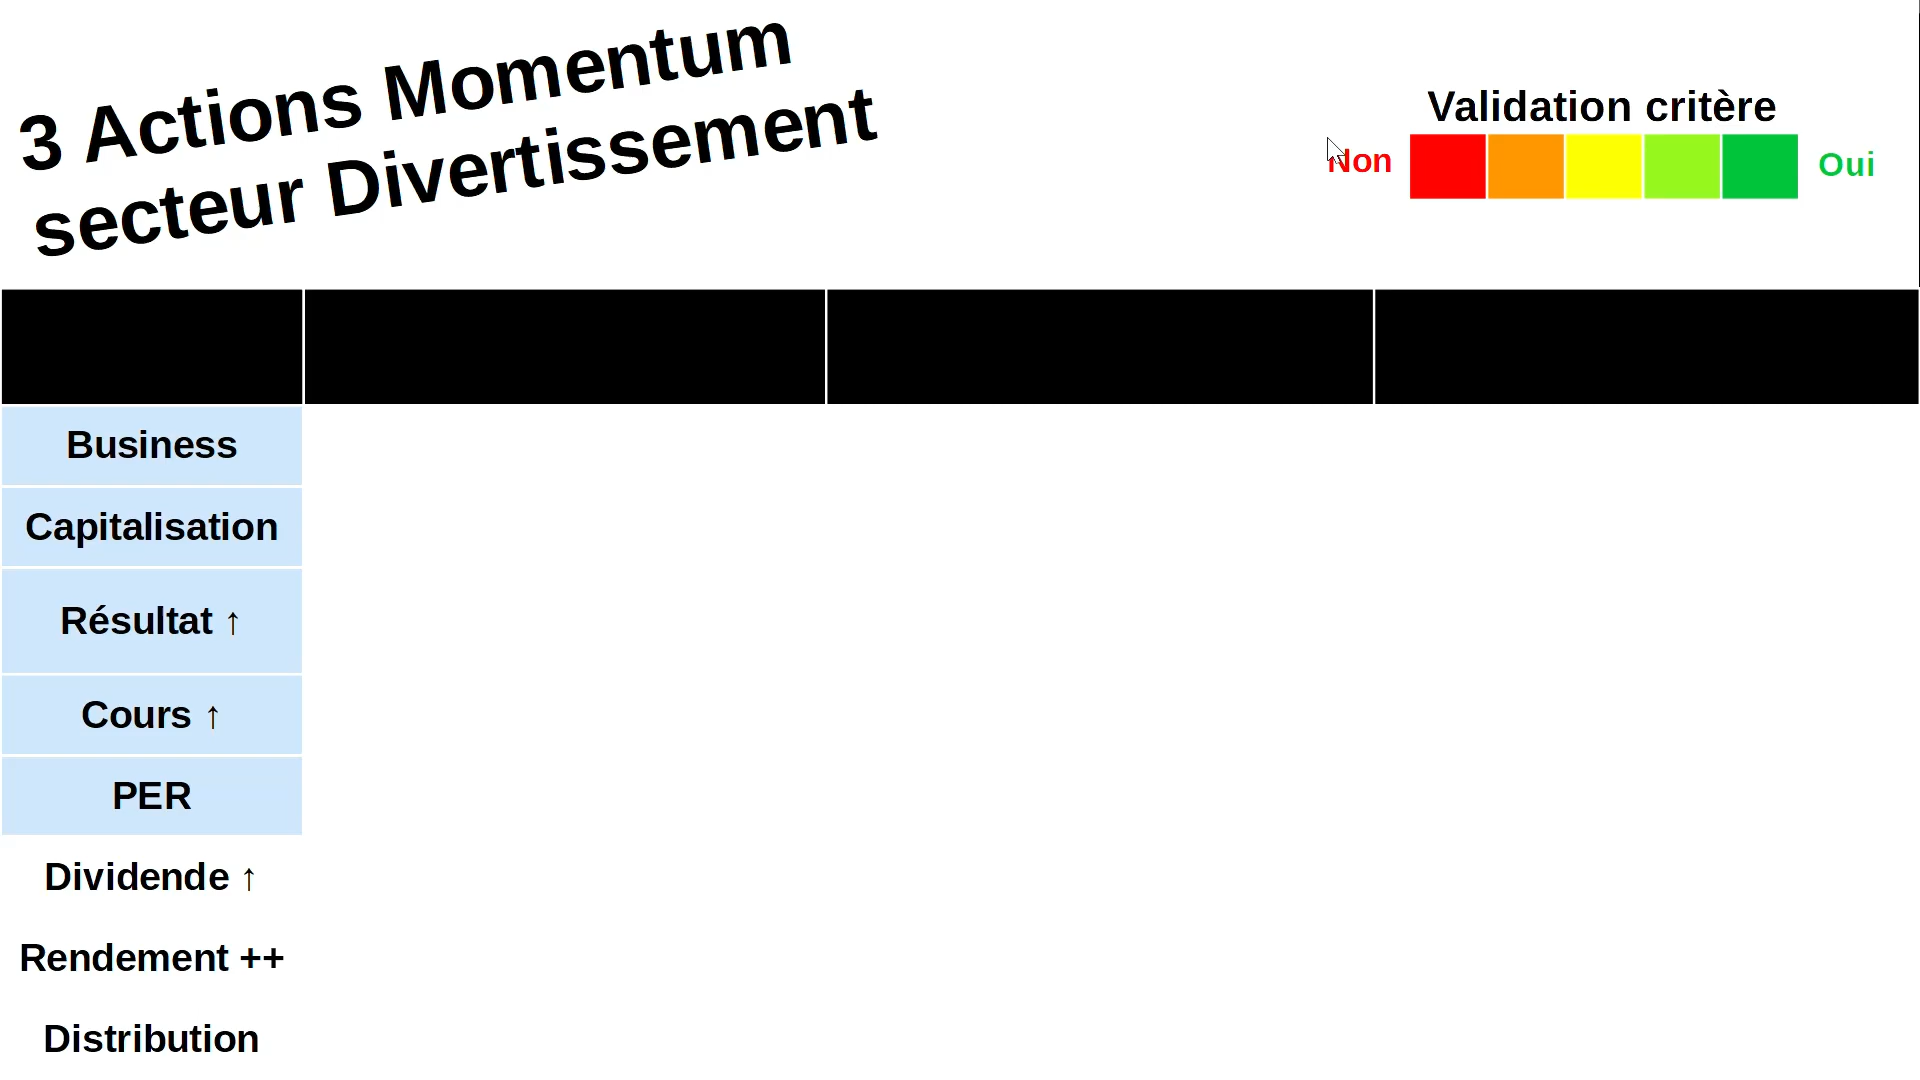 3 Actions Momentum
secteur Divertissement
Validation critère
Non
Oui
Business
Capitalisation
Résultat ↑
Cours ↑
PER
Dividende ↑
Rendement ++
Distribution